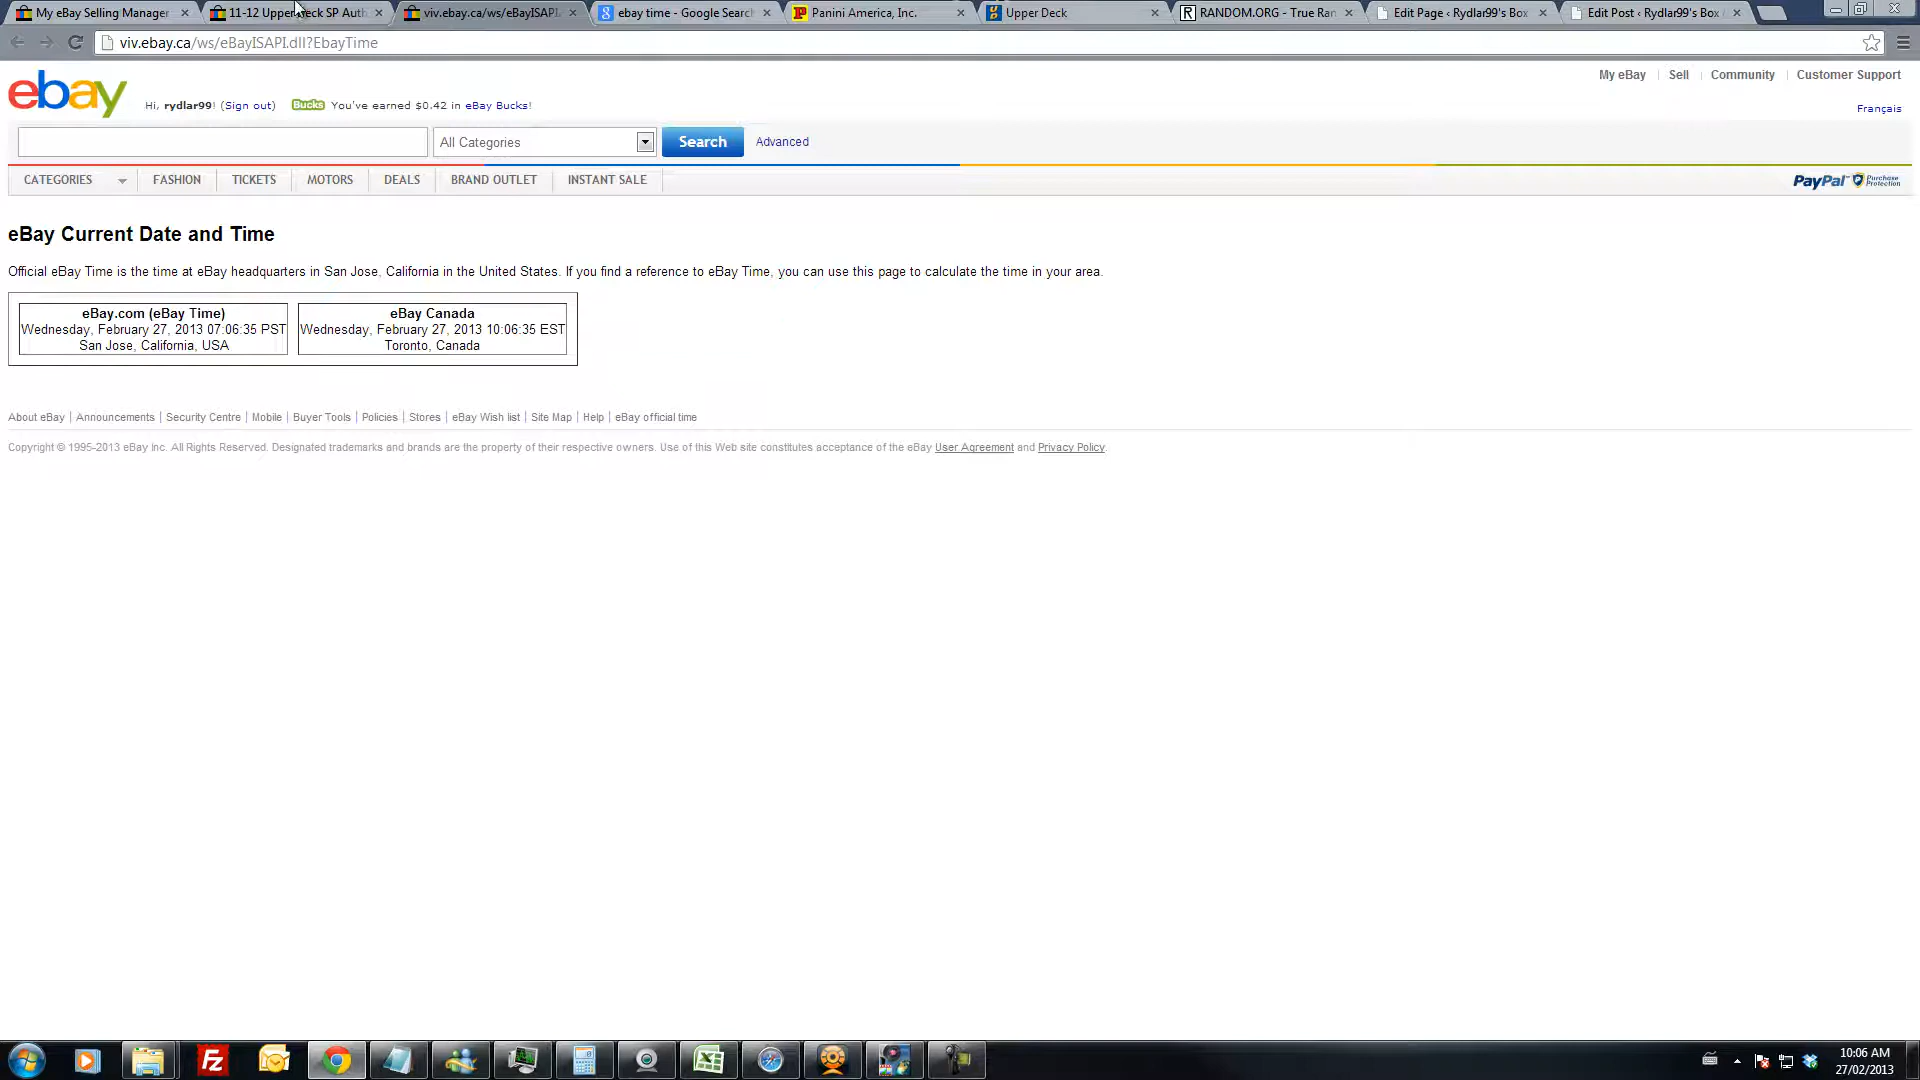 My eBay Selling Manager
11-12 Upper Deck SP Auth
viv.ebay.ca/ws/eBayISAPI.
ebay time - Google Search
Panini America, Inc.
Upper Deck
RANDOM.ORG - True Ran
Edit Page ‹ Rydlar99's Box
Edit Post ‹ Rydlar99's Box
viv.ebay.ca/ws/eBayISAPI.dll?EbayTime
My eBay | Sell | Community | Customer Support
ebay
Hi, rydlar99! (Sign out) Bucks You've earned $0.42 in eBay Bucks!
Français
All Categories Search Advanced
CATEGORIES FASHION TICKETS MOTORS DEALS BRAND OUTLET INSTANT SALE
PayPal Purchase Protection
eBay Current Date and Time
Official eBay Time is the time at eBay headquarters in San Jose, California in the United States. If you find a reference to eBay Time, you can use this page to calculate the time in your area.
eBay.com (eBay Time)
Wednesday, February 27, 2013 07:06:35 PST
San Jose, California, USA
eBay Canada
Wednesday, February 27, 2013 10:06:35 EST
Toronto, Canada
About eBay | Announcements | Security Centre | Mobile | Buyer Tools | Policies | Stores | eBay Wish list | Site Map | Help | eBay official time
Copyright © 1995-2013 eBay Inc. All Rights Reserved. Designated trademarks and brands are the property of their respective owners. Use of this Web site constitutes acceptance of the eBay User Agreement and Privacy Policy.
Fz
10:06 AM
27/02/2013